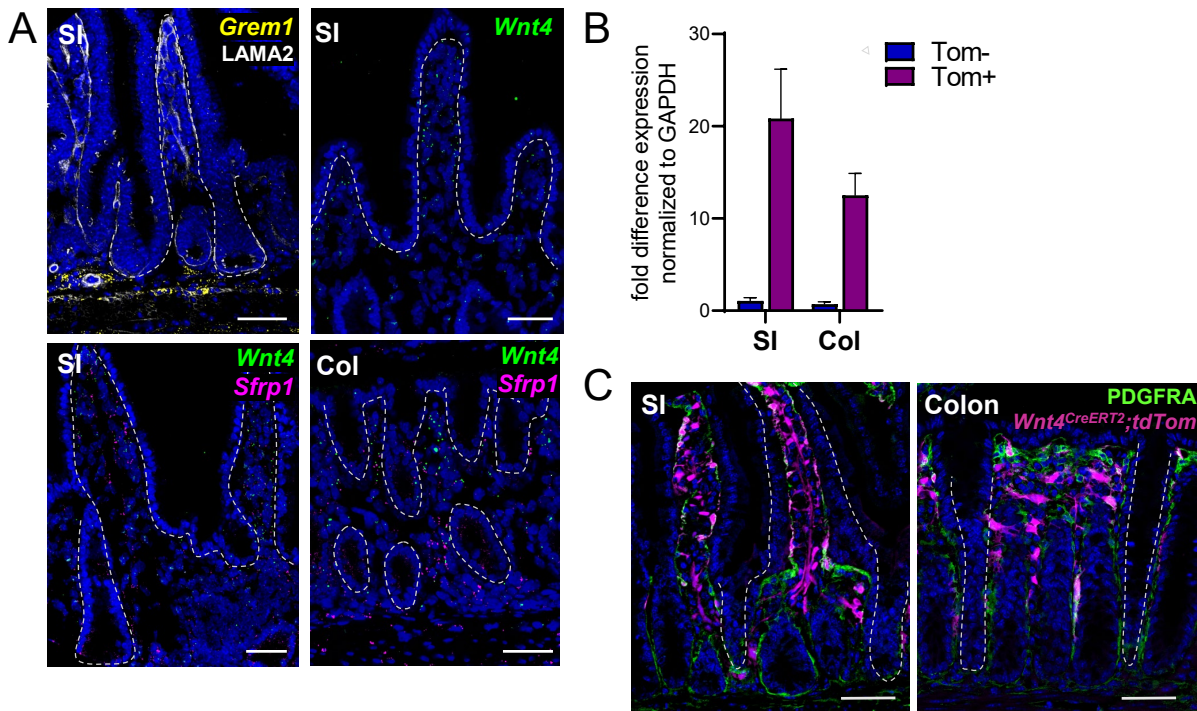 A
SI
Grem1
LAMA2
SI
Wnt4
SI
Wnt4
Sfrp1
Col
Wnt4
Sfrp1
B
fold difference expression
normalized to GAPDH
30
20
10
0
SI
Col
Tom-
Tom+
C
SI
Colon
PDGFRA
Wnt4CreERT2;tdTom